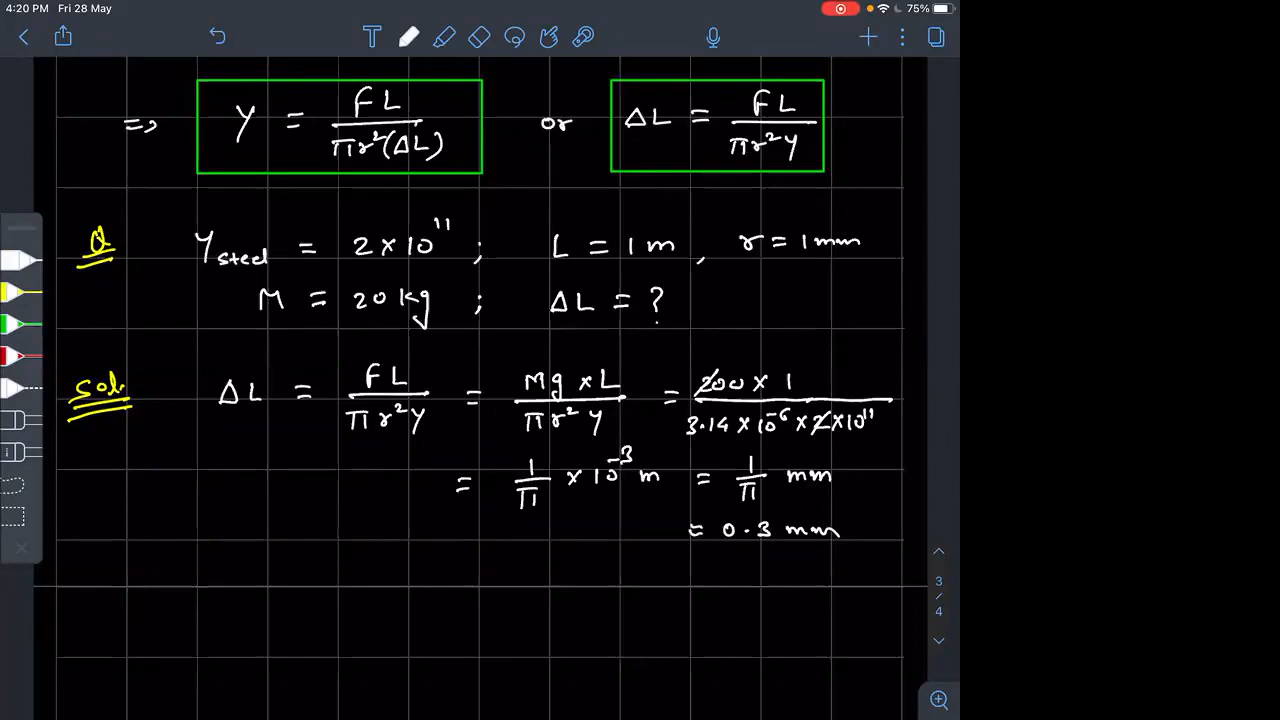 4:20 PM Fri 28 May 75%
=> Y = FL / πr²(ΔL) or ΔL = FL / πr²Y
Q Y steel = 2 × 10¹¹ ; L = 1 m , r = 1 mm
M = 20 kg ; ΔL = ?
Sol. ΔL = FL / πr²Y = Mg × L / πr² Y = 200 × 1 / 3.14 × 10⁻⁶ × 2 × 10¹¹
= 1/π × 10⁻³ m = 1/π mm
= 0.3 mm
3
/
4